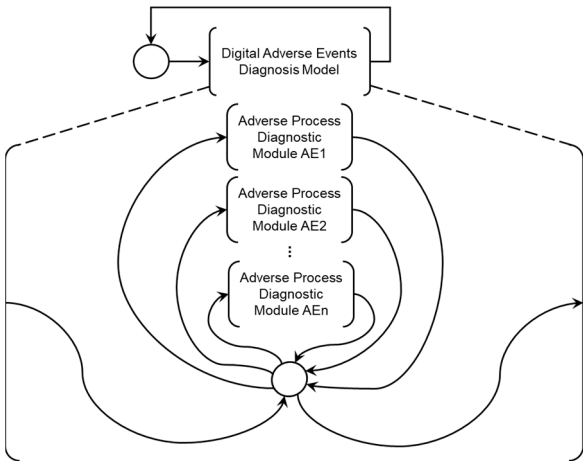 Digital Adverse Events
Diagnosis Model
Adverse Process
Diagnostic
Module AE1
Adverse Process
Diagnostic
Module AE2
...
Adverse Process
Diagnostic
Module AEn